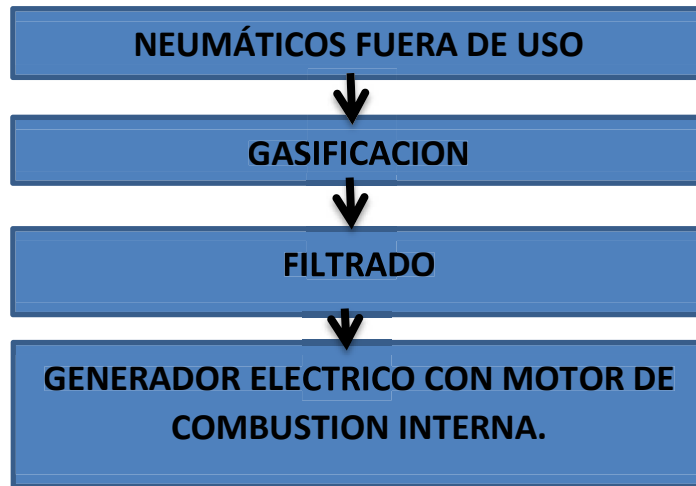 NEUMÁTICOS FUERA DE USO
GASIFICACION
FILTRADO
GENERADOR ELECTRICO CON MOTOR DE
COMBUSTION INTERNA.